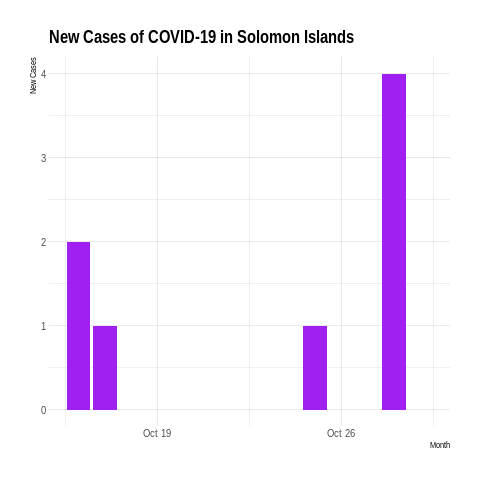 New Cases of COVID-19 in Solomon Islands
New Cases
4
3
2
1
0
Oct 19
Oct 26
Month